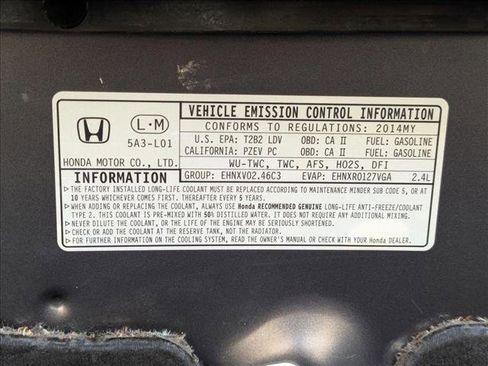 L-M
5A3-L01
HONDA MOTOR CO., LTD.
VEHICLE EMISSION CONTROL INFORMATION
CONFORMS TO REGULATIONS: 2014MY
U.S. EPA: T2B2 LDV OBD: CA II FUEL: GASOLINE
CALIFORNIA: PZEV PC OBD: CA II FUEL: GASOLINE
WU-TWC, TWC, AFS, HO2S, DFI
GROUP: EHNXV02.46C3 EVAP: EHNXR0127VGA 2.4L
INFORMATION
▷ THE FACTORY INSTALLED LONG-LIFE COOLANT MUST BE REPLACED ACCORDING TO MAINTENANCE MINDER SUB CODE 5, OR AT
10 YEARS WHICHEVER COMES FIRST. THEREAFTER EVERY 5 YEARS.
▷ WHEN ADDING OR REPLACING THE COOLANT, ALWAYS USE Honda RECOMMENDED GENUINE LONG-LIFE ANTI-FREEZE/COOLANT
TYPE 2. THIS COOLANT IS PRE-MIXED WITH 50% DISTILLED WATER. IT DOES NOT REQUIRE ANY ADDITIONAL MIXING.
▷ NEVER DILUTE THE COOLANT, OR THE LIFE OF THE ENGINE MAY BE SERIOUSLY SHORTENED.
▷ ADD COOLANT AT THE RESERVE TANK, NOT THE RADIATOR.
▷ FOR FURTHER INFORMATION ON THE COOLING SYSTEM, READ THE OWNER'S MANUAL OR CHECK WITH YOUR Honda DEALER.